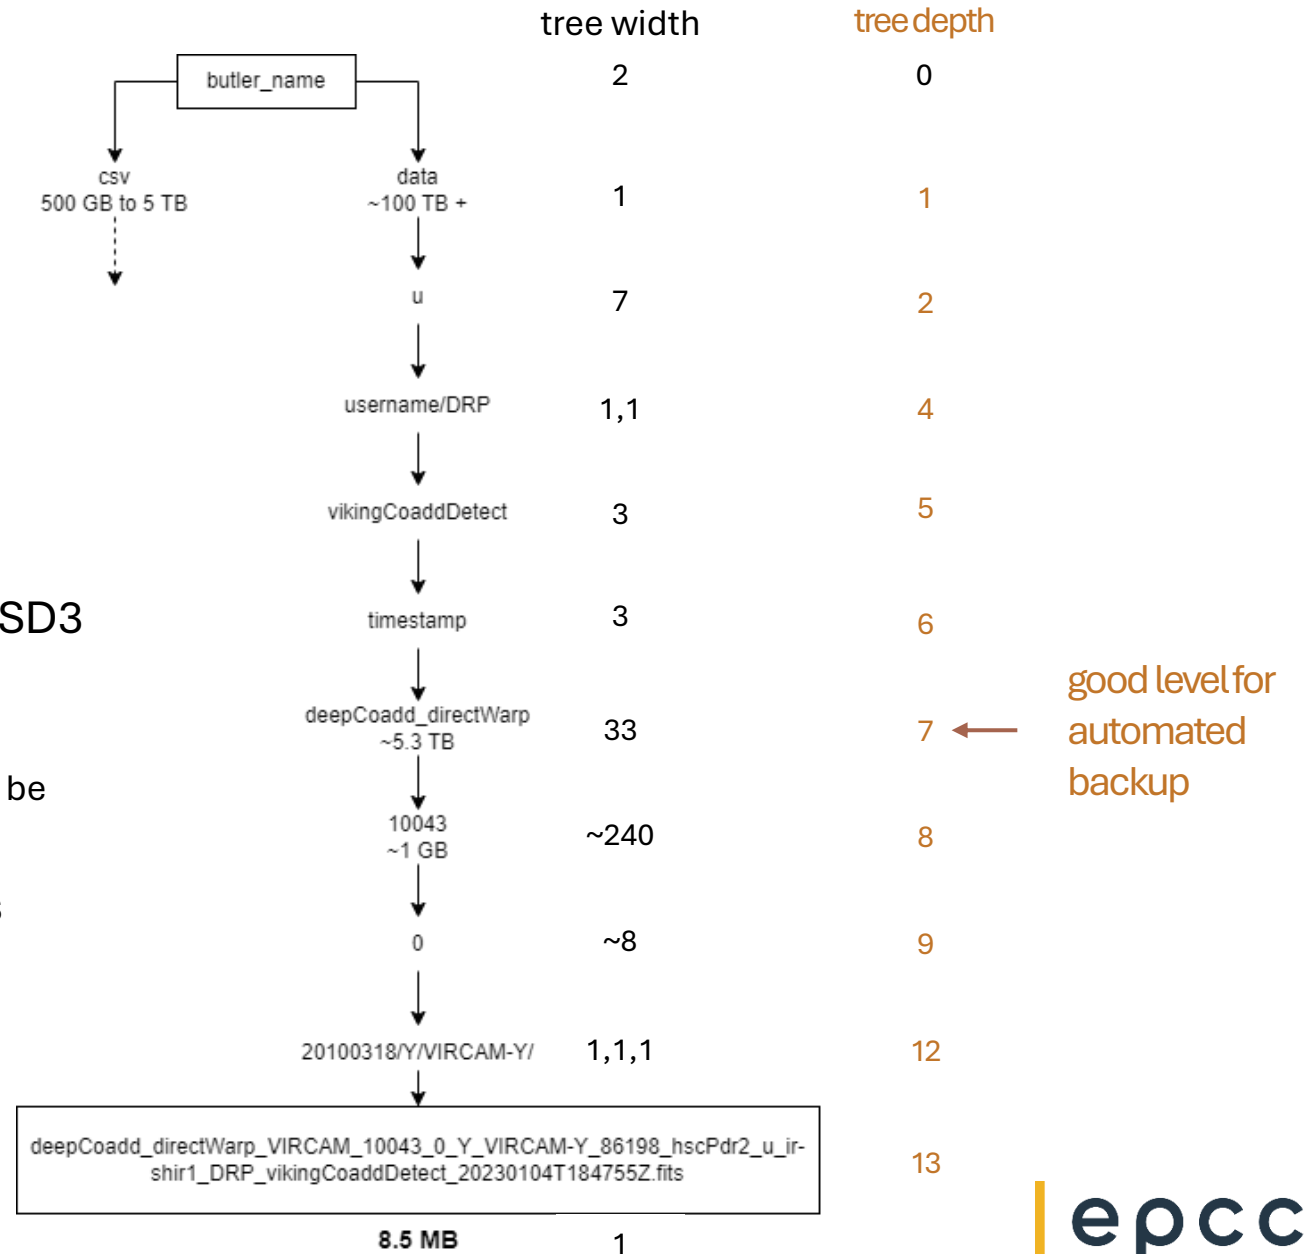 tree width tree depth
butler_name 2 0
csv data
500 GB to 5 TB ~100 TB + 1 1
u 7 2
username/DRP 1,1 4
vikingCoaddDetect 3 5
SD3 timestamp 3 6
good level for
deepCoadd_directWarp
~5.3 TB 33 7 automated
be backup
10043
~1 GB ~240 8
0 ~8 9
20100318/Y/VIRCAM-Y/ 1,1,1 12
deepCoadd_directWarp_VIRCAM_10043_0_Y_VIRCAM-Y_86198_hscPdr2_u_ir-
shir1_DRP_vikingCoaddDetect_20230104T184755Z.fits 13
8.5 MB 1
epcc